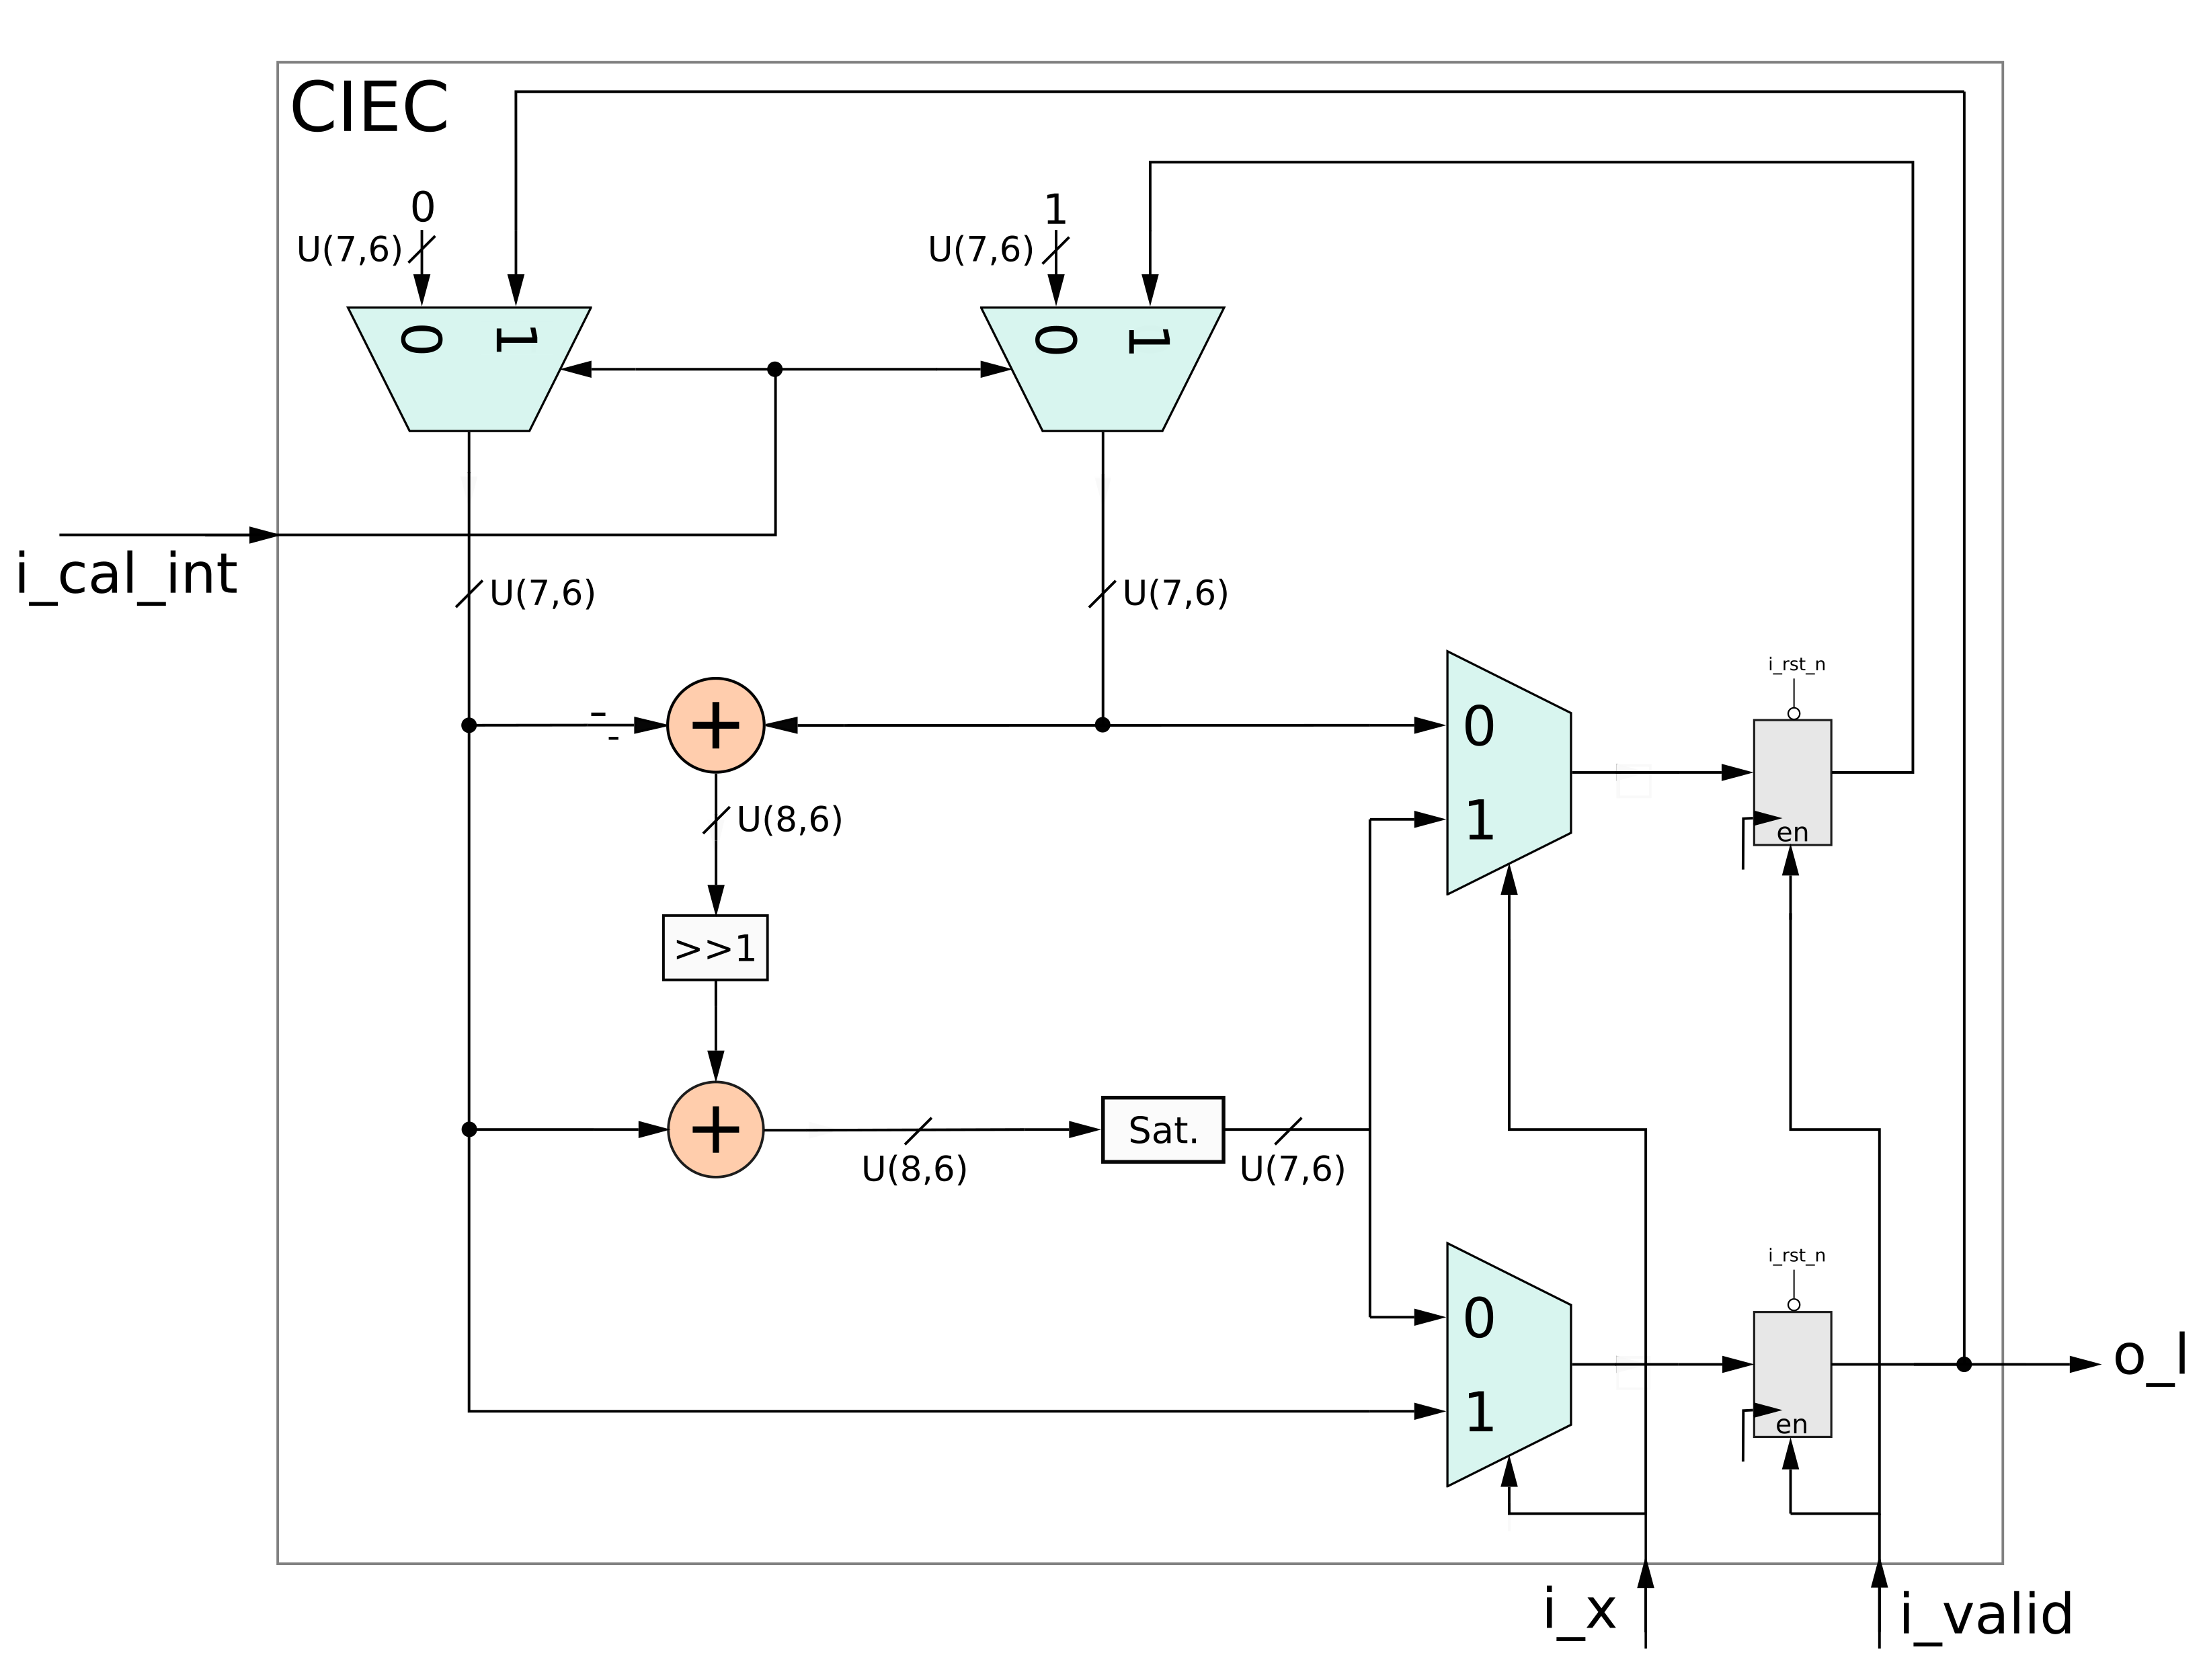 CIEC
0
U(7,6)
1
U(7,6)
0 1
0 1
i_cal_int
U(7,6)
U(7,6)
i_rst_n
-
-
+
0
1
en
U(8,6)
>>1
+
U(8,6)
Sat.
U(7,6)
i_rst_n
0
1
en
o_l
i_x
i_valid